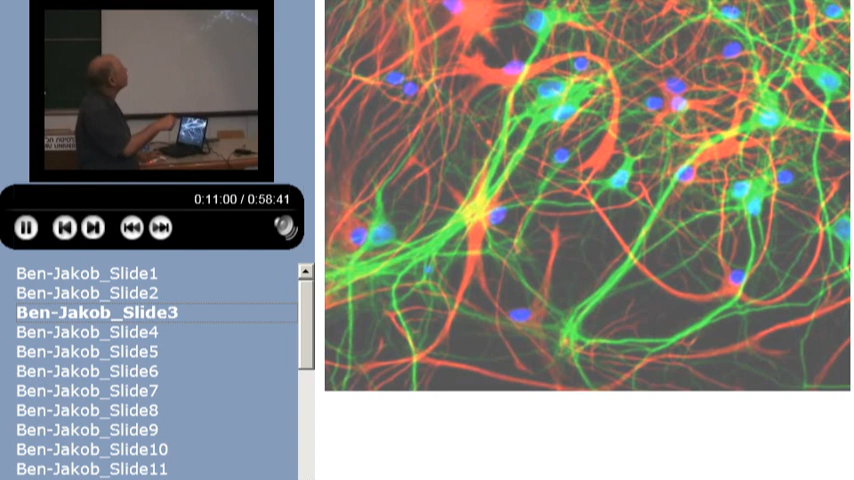 0:11:00 / 0:58:41
Ben-Jakob_Slide1
Ben-Jakob_Slide2
Ben-Jakob_Slide3
Ben-Jakob_Slide4
Ben-Jakob_Slide5
Ben-Jakob_Slide6
Ben-Jakob_Slide7
Ben-Jakob_Slide8
Ben-Jakob_Slide9
Ben-Jakob_Slide10
Ben-Jakob_Slide11